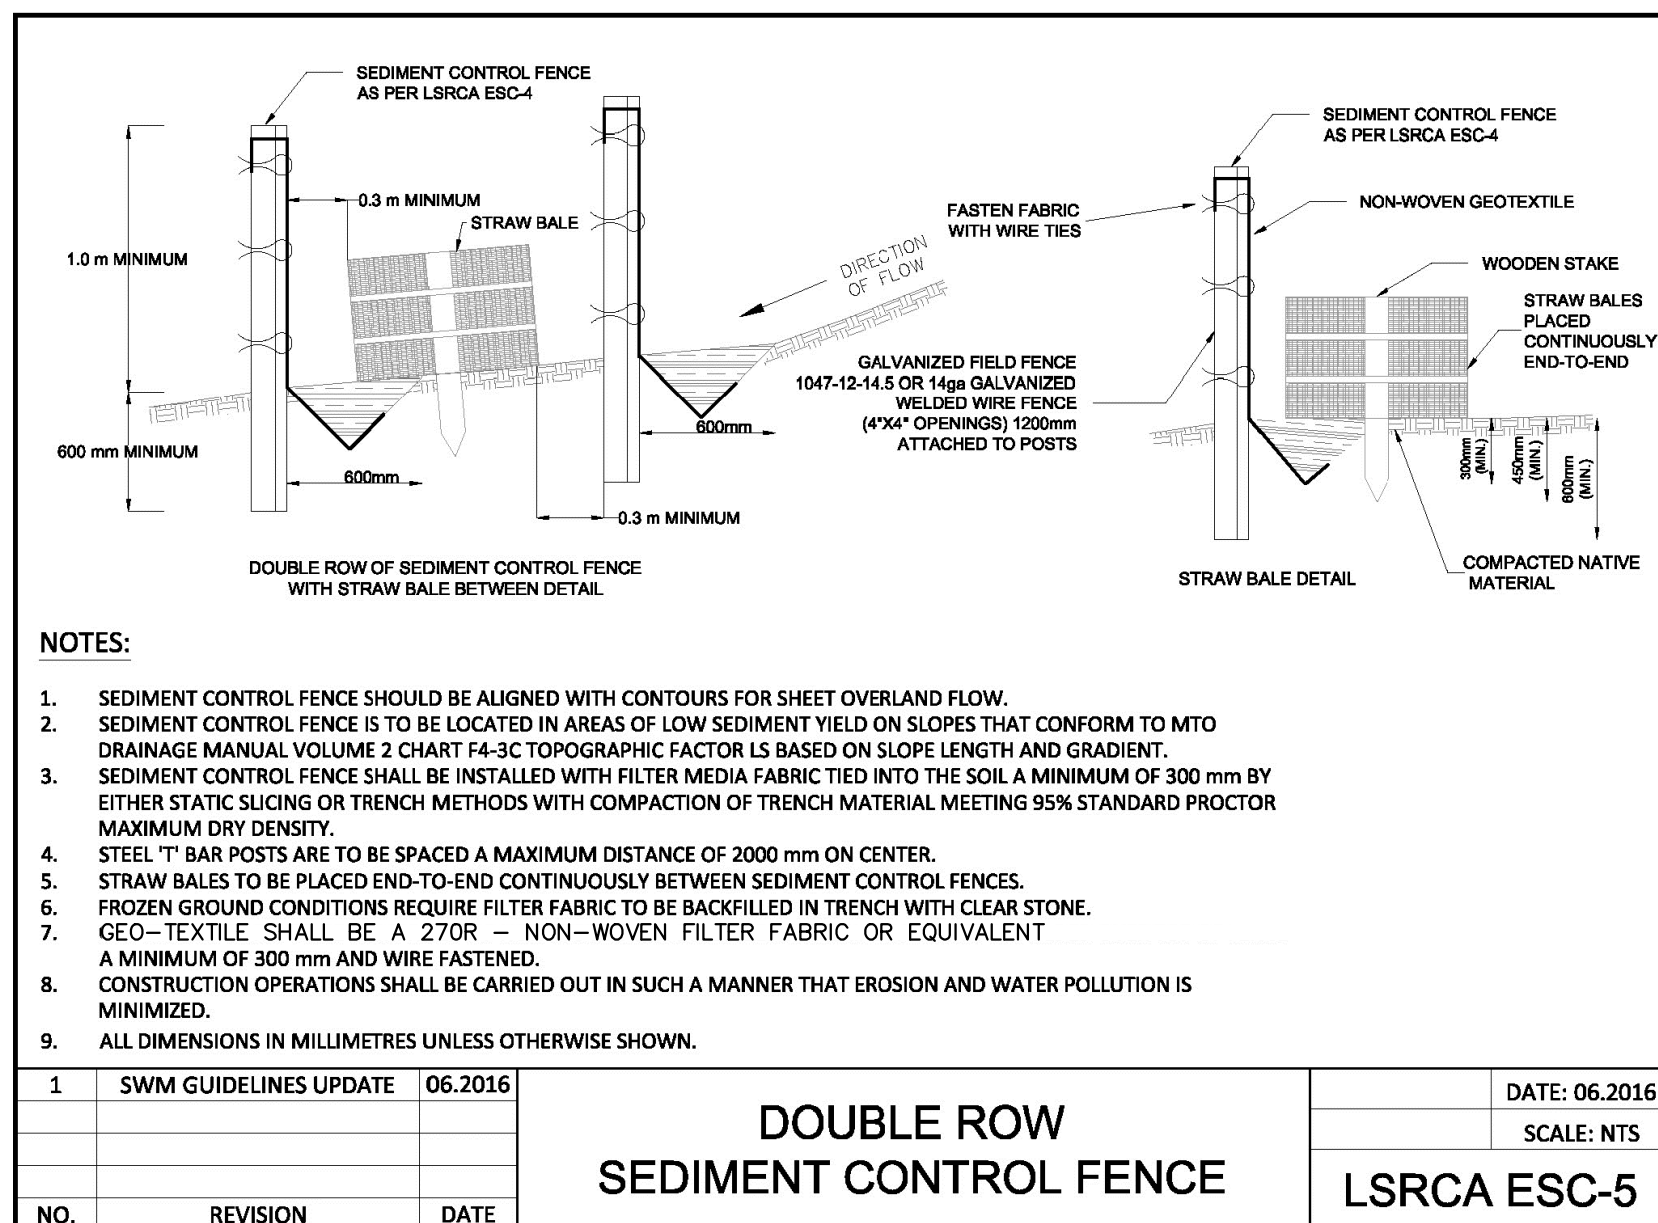 SEDIMENT CONTROL FENCE
AS PER LSRCA ESC-4
0.3 m MINIMUM
STRAW BALE
1.0 m MINIMUM
DIRECTION
OF FLOW
600 mm MINIMUM
600mm
600mm
0.3 m MINIMUM
DOUBLE ROW OF SEDIMENT CONTROL FENCE
WITH STRAW BALE BETWEEN DETAIL
SEDIMENT CONTROL FENCE
AS PER LSRCA ESC-4
FASTEN FABRIC
WITH WIRE TIES
NON-WOVEN GEOTEXTILE
WOODEN STAKE
STRAW BALES
PLACED
CONTINUOUSLY
END-TO-END
GALVANIZED FIELD FENCE
1047-12-14.5 OR 14ga GALVANIZED
WELDED WIRE FENCE
(4"X4" OPENINGS) 1200mm
ATTACHED TO POSTS
300mm
(MIN.)
450mm
(MIN.)
600mm
(MIN.)
COMPACTED NATIVE
MATERIAL
STRAW BALE DETAIL
NOTES:
1. SEDIMENT CONTROL FENCE SHOULD BE ALIGNED WITH CONTOURS FOR SHEET OVERLAND FLOW.
2. SEDIMENT CONTROL FENCE IS TO BE LOCATED IN AREAS OF LOW SEDIMENT YIELD ON SLOPES THAT CONFORM TO MTO
DRAINAGE MANUAL VOLUME 2 CHART F4-3C TOPOGRAPHIC FACTOR LS BASED ON SLOPE LENGTH AND GRADIENT.
3. SEDIMENT CONTROL FENCE SHALL BE INSTALLED WITH FILTER MEDIA FABRIC TIED INTO THE SOIL A MINIMUM OF 300 mm BY
EITHER STATIC SLICING OR TRENCH METHODS WITH COMPACTION OF TRENCH MATERIAL MEETING 95% STANDARD PROCTOR
MAXIMUM DRY DENSITY.
4. STEEL 'T' BAR POSTS ARE TO BE SPACED A MAXIMUM DISTANCE OF 2000 mm ON CENTER.
5. STRAW BALES TO BE PLACED END-TO-END CONTINUOUSLY BETWEEN SEDIMENT CONTROL FENCES.
6. FROZEN GROUND CONDITIONS REQUIRE FILTER FABRIC TO BE BACKFILLED IN TRENCH WITH CLEAR STONE.
7. GEO-TEXTILE SHALL BE A 270R - NON-WOVEN FILTER FABRIC OR EQUIVALENT
A MINIMUM OF 300 mm AND WIRE FASTENED.
8. CONSTRUCTION OPERATIONS SHALL BE CARRIED OUT IN SUCH A MANNER THAT EROSION AND WATER POLLUTION IS
MINIMIZED.
9. ALL DIMENSIONS IN MILLIMETRES UNLESS OTHERWISE SHOWN.
1 SWM GUIDELINES UPDATE 06.2016
NO. REVISION DATE
DOUBLE ROW
SEDIMENT CONTROL FENCE
DATE: 06.2016
SCALE: NTS
LSRCA ESC-5